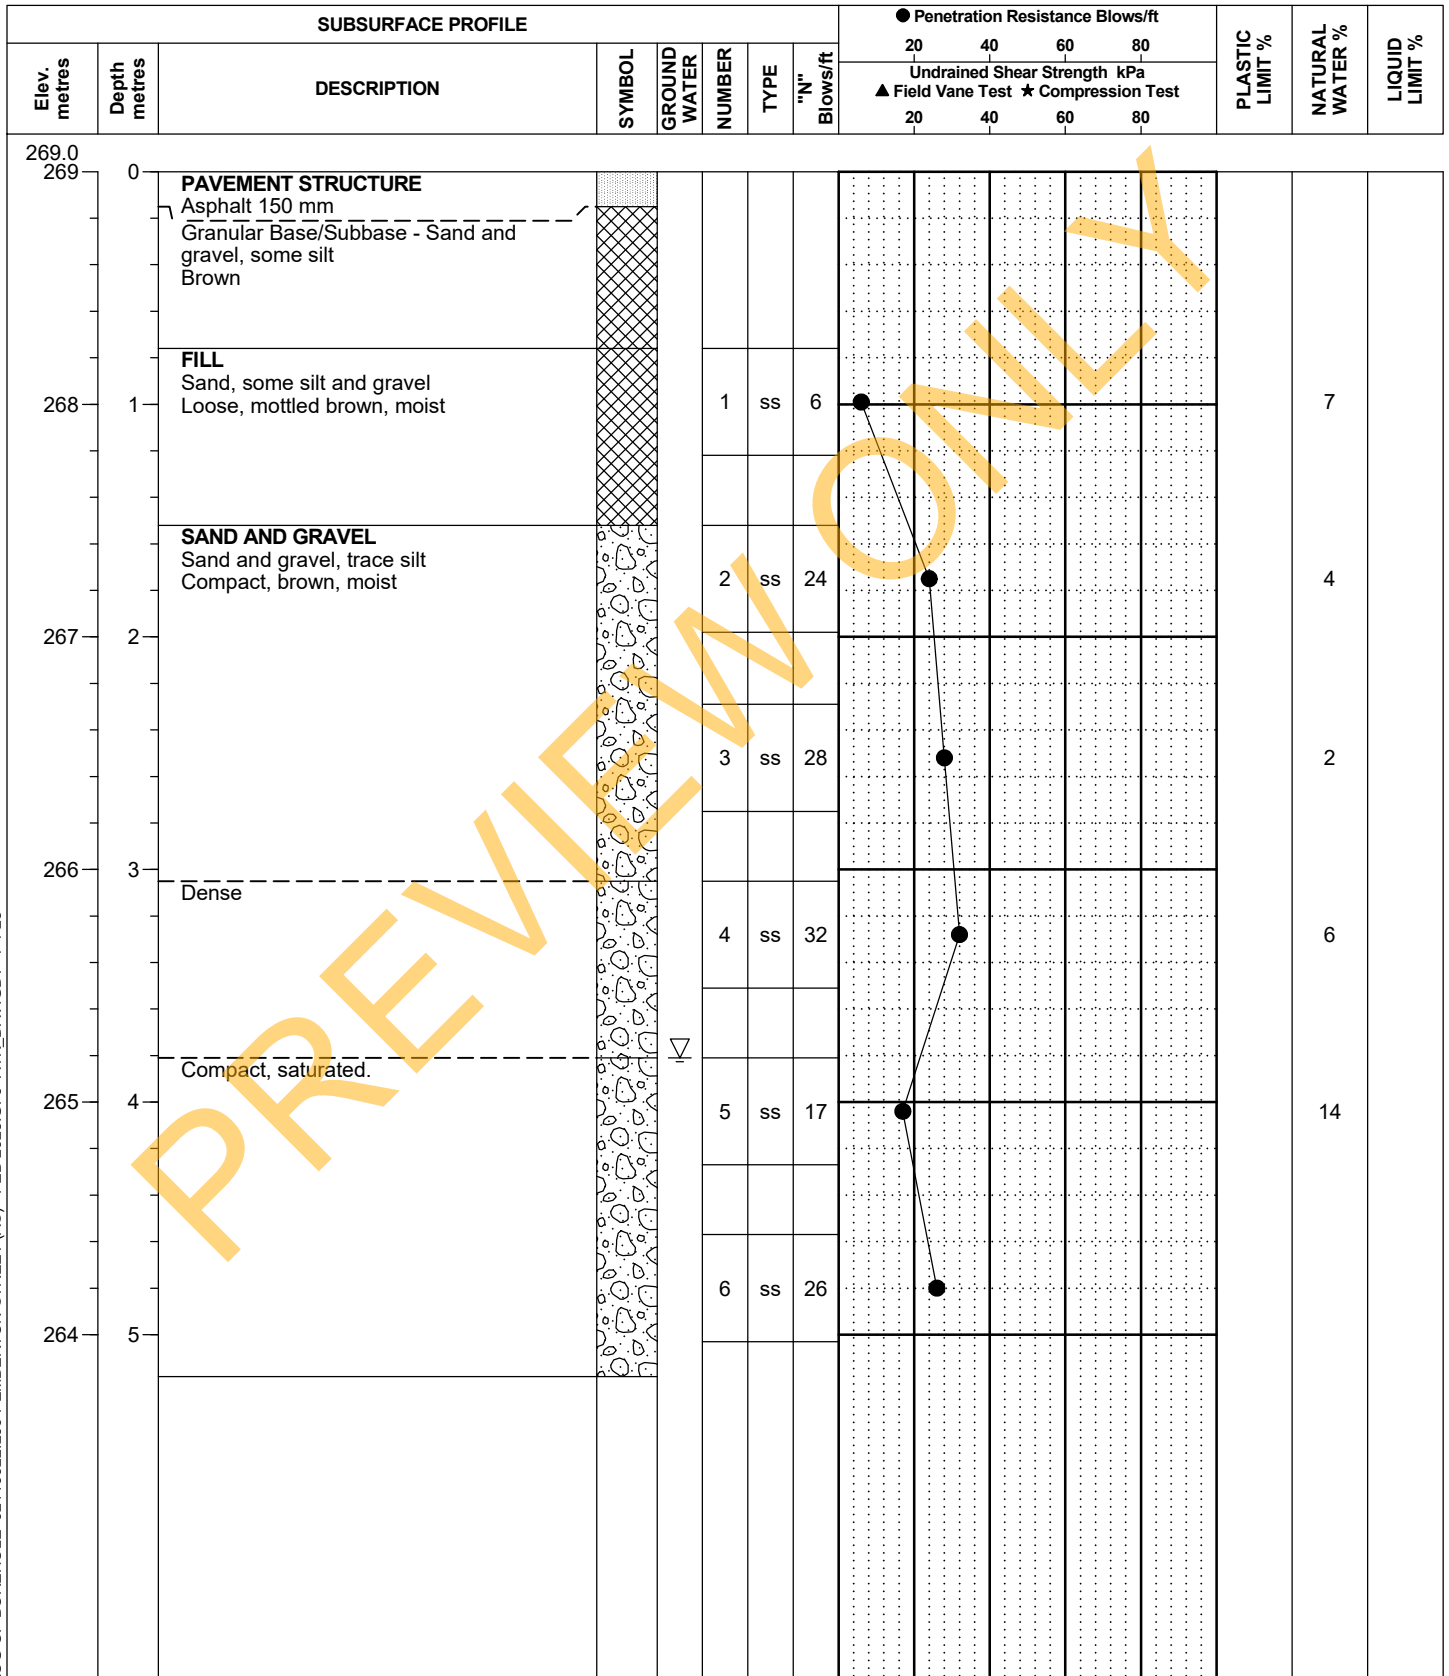 SUBSURFACE PROFILE
● Penetration Resistance Blows/ft
20 40 60 80
Undrained Shear Strength kPa
▲ Field Vane Test ★ Compression Test
20 40 60 80
Elev. metres
Depth metres
DESCRIPTION
SYMBOL
GROUND WATER
NUMBER
TYPE
"N" Blows/ft
PLASTIC LIMIT %
NATURAL WATER %
LIQUID LIMIT %
269.0
269 0
PAVEMENT STRUCTURE
Asphalt 150 mm
Granular Base/Subbase - Sand and
gravel, some silt
Brown
FILL
Sand, some silt and gravel
Loose, mottled brown, moist
268 1
1 ss 6 7
SAND AND GRAVEL
Sand and gravel, trace silt
Compact, brown, moist
2 ss 24 4
267 2
3 ss 28 2
266 3
Dense
4 ss 32 6
Compact, saturated.
265 4
5 ss 17 14
6 ss 26
264 5
PREVIEW ONLY